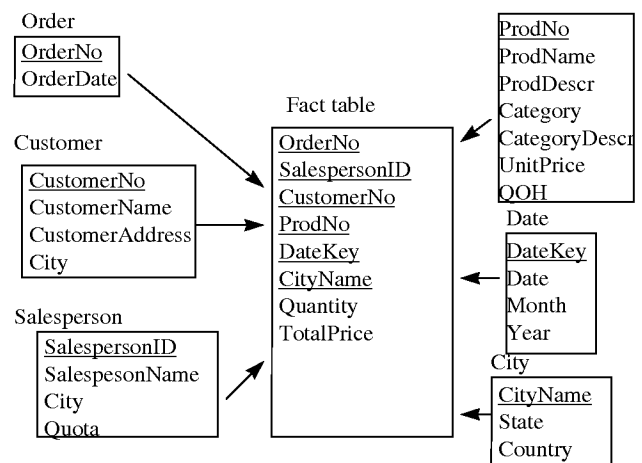 Order
OrderNo
OrderDate
Customer
CustomerNo
CustomerName
CustomerAddress
City
Salesperson
SalespersonID
SalespesonName
City
Quota
Fact table
OrderNo
SalespersonID
CustomerNo
ProdNo
DateKey
CityName
Quantity
TotalPrice
ProdNo
ProdName
ProdDescr
Category
CategoryDescr
UnitPrice
QOH
Date
DateKey
Date
Month
Year
City
CityName
State
Country